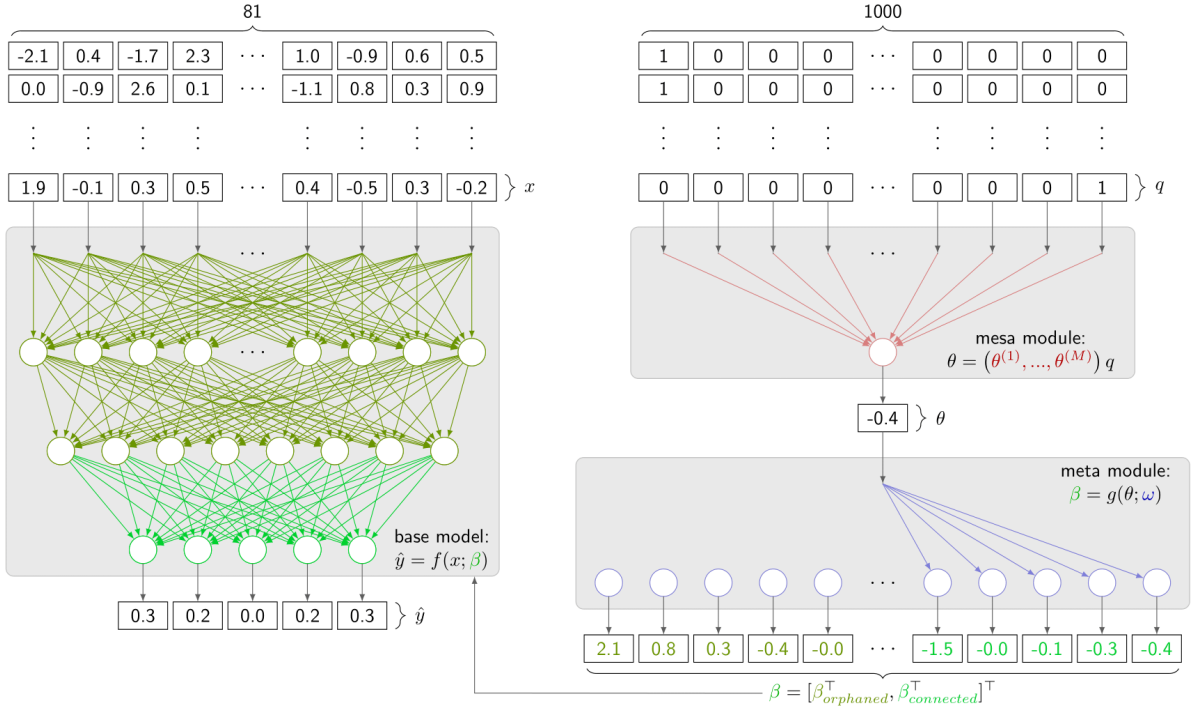 81
-2.1 0.4 -1.7 2.3 ··· 1.0 -0.9 0.6 0.5
0.0 -0.9 2.6 0.1 ··· -1.1 0.8 0.3 0.9
1.9 -0.1 0.3 0.5 ··· 0.4 -0.5 0.3 -0.2 } x
···
···
base model:
ŷ = f(x; β)
0.3 0.2 0.0 0.2 0.3 } ŷ
1000
1 0 0 0 ··· 0 0 0 0
1 0 0 0 ··· 0 0 0 0
0 0 0 0 ··· 0 0 0 1 } q
···
mesa module:
θ = (θ^(1), ..., θ^(M)) q
-0.4 } θ
meta module:
β = g(θ; ω)
···
2.1 0.8 0.3 -0.4 -0.0 ··· -1.5 -0.0 -0.1 -0.3 -0.4
β = [β_orphaned^⊤, β_connected^⊤]^⊤